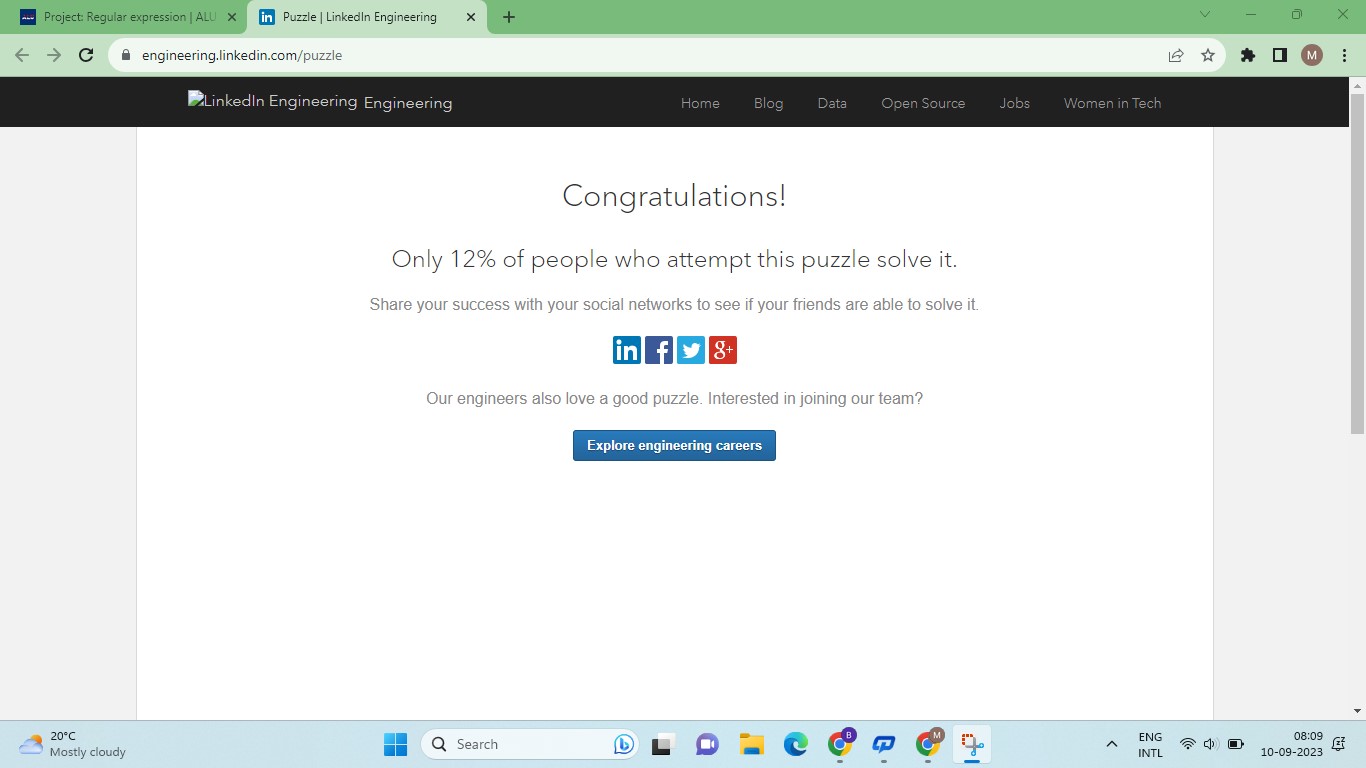 Project: Regular expression | ALU
Puzzle | LinkedIn Engineering
engineering.linkedin.com/puzzle
M
LinkedIn Engineering Engineering
Home Blog Data Open Source Jobs Women in Tech
Congratulations!
Only 12% of people who attempt this puzzle solve it.
Share your success with your social networks to see if your friends are able to solve it.
in f g+
Our engineers also love a good puzzle. Interested in joining our team?
Explore engineering careers
20°C
Mostly cloudy
Search
B
M
ENG
INTL
08:09
10-09-2023